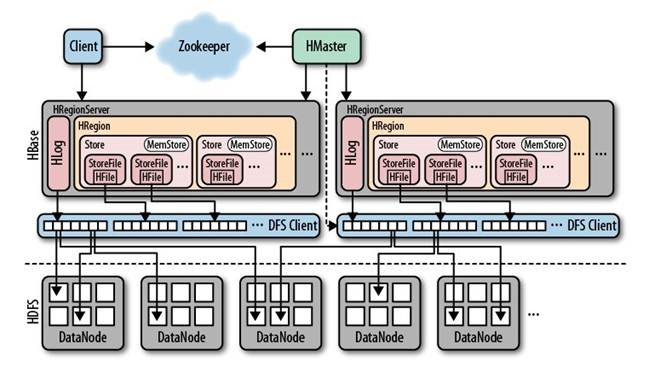 Client
Zookeeper
HMaster
HBase
HRegionServer
HLog
HRegion
Store
MemStore
StoreFile
HFile
StoreFile
HFile
...
Store
MemStore
StoreFile
HFile
...
...
...
HRegionServer
HLog
HRegion
Store
MemStore
StoreFile
HFile
StoreFile
HFile
...
Store
MemStore
StoreFile
HFile
...
...
...
... DFS Client
... DFS Client
HDFS
DataNode
DataNode
DataNode
DataNode
DataNode
...